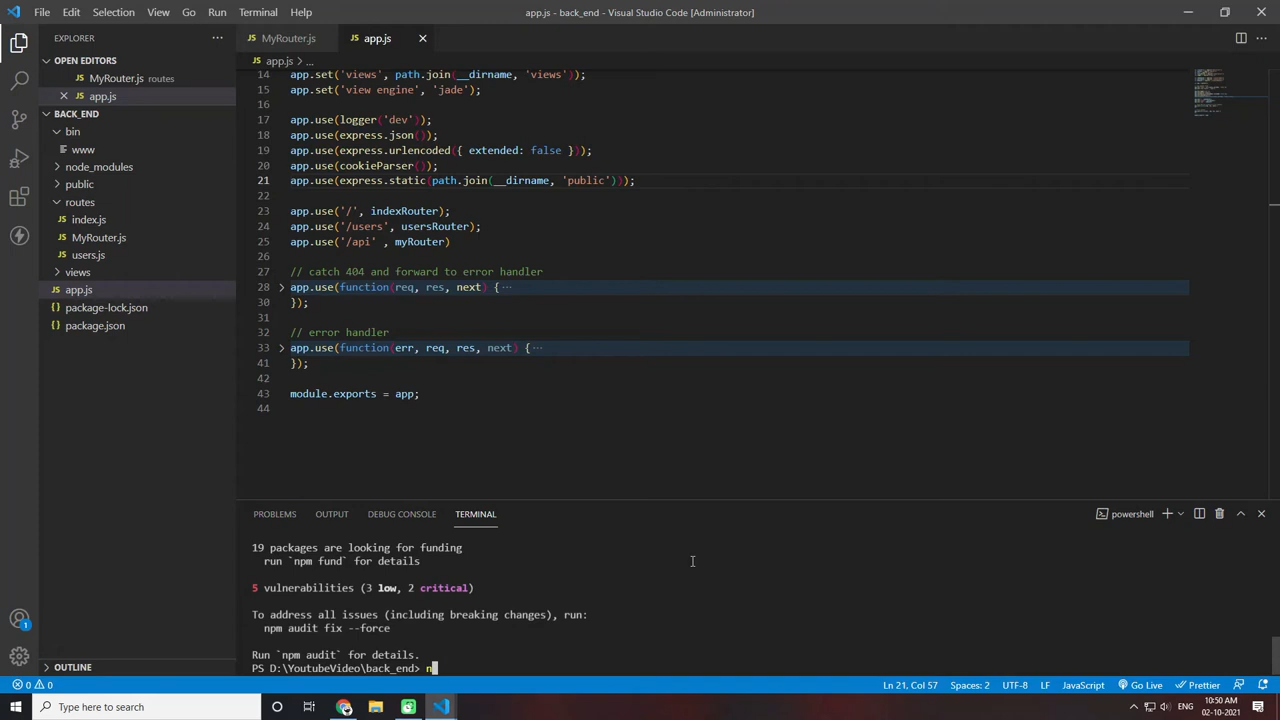 File Edit Selection View Go Run Terminal Help
app.js - back_end - Visual Studio Code [Administrator]
EXPLORER
OPEN EDITORS
JS MyRouter.js routes
JS app.js
BACK_END
bin
www
node_modules
public
routes
JS index.js
JS MyRouter.js
JS users.js
views
JS app.js
package-lock.json
package.json
OUTLINE
JS MyRouter.js
JS app.js
JS app.js > ...
14 app.set('views', path.join(__dirname, 'views'));
15 app.set('view engine', 'jade');
16
17 app.use(logger('dev'));
18 app.use(express.json());
19 app.use(express.urlencoded({ extended: false }));
20 app.use(cookieParser());
21 app.use(express.static(path.join(__dirname, 'public')));
22
23 app.use('/', indexRouter);
24 app.use('/users', usersRouter);
25 app.use('/api' , myRouter)
26
27 // catch 404 and forward to error handler
28 app.use(function(req, res, next) { ...
30 });
31
32 // error handler
33 app.use(function(err, req, res, next) { ...
41 });
42
43 module.exports = app;
44
PROBLEMS OUTPUT DEBUG CONSOLE TERMINAL
powershell
19 packages are looking for funding
run `npm fund` for details
5 vulnerabilities (3 low, 2 critical)
To address all issues (including breaking changes), run:
npm audit fix --force
Run `npm audit` for details.
PS D:\YoutubeVideo\back_end> n
0 0
Ln 21, Col 57 Spaces: 2 UTF-8 LF JavaScript Go Live Prettier
Type here to search
ENG
10:50 AM
02-10-2021